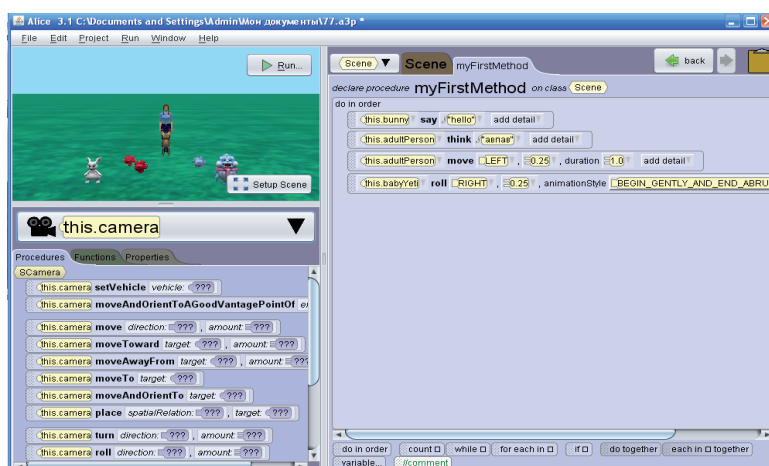 Alice 3.1 C:\Documents and Settings\Admin\Мои документы\77.a3p *
File Edit Project Run Window Help
Run...
Setup Scene
this.camera
Procedures Functions Properties
SCamera
this.camera setVehicle vehicle: ???
this.camera moveAndOrientToAGoodVantagePointOf
this.camera move direction: ??? , amount: ???
this.camera moveToward target: ??? , amount: ???
this.camera moveAwayFrom target: ??? , amount: ???
this.camera moveTo target: ???
this.camera moveAndOrientTo target: ???
this.camera place spatialRelation: ??? , target: ???
this.camera turn direction: ??? , amount: ???
this.camera roll direction: ??? , amount: ???
Scene Scene myFirstMethod back
declare procedure myFirstMethod on class Scene
do in order
this.bunny say "hello" add detail
this.adultPerson think "авпав" add detail
this.adultPerson move LEFT , 0.25 , duration 1.0 add detail
this.babyYeti roll RIGHT , 0.25 , animationStyle BEGIN_GENTLY_AND_END_ABRU
do in order count while for each in if do together each in together
variable... //comment